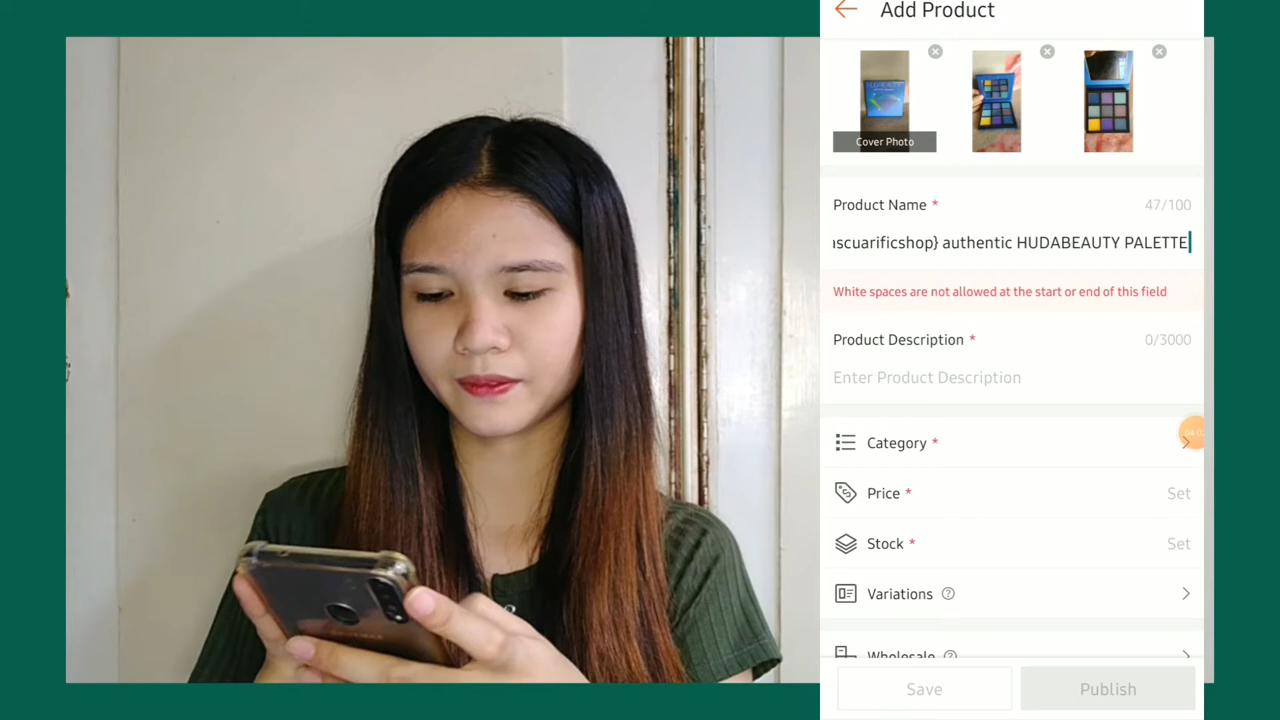 Add Product
Cover Photo
Product Name *
47/100
ascuarificshop} authentic HUDABEAUTY PALETTE
White spaces are not allowed at the start or end of this field
Product Description *
0/3000
Enter Product Description
Category *
Price *
Set
Stock *
Set
Variations
Wholesale
Save
Publish